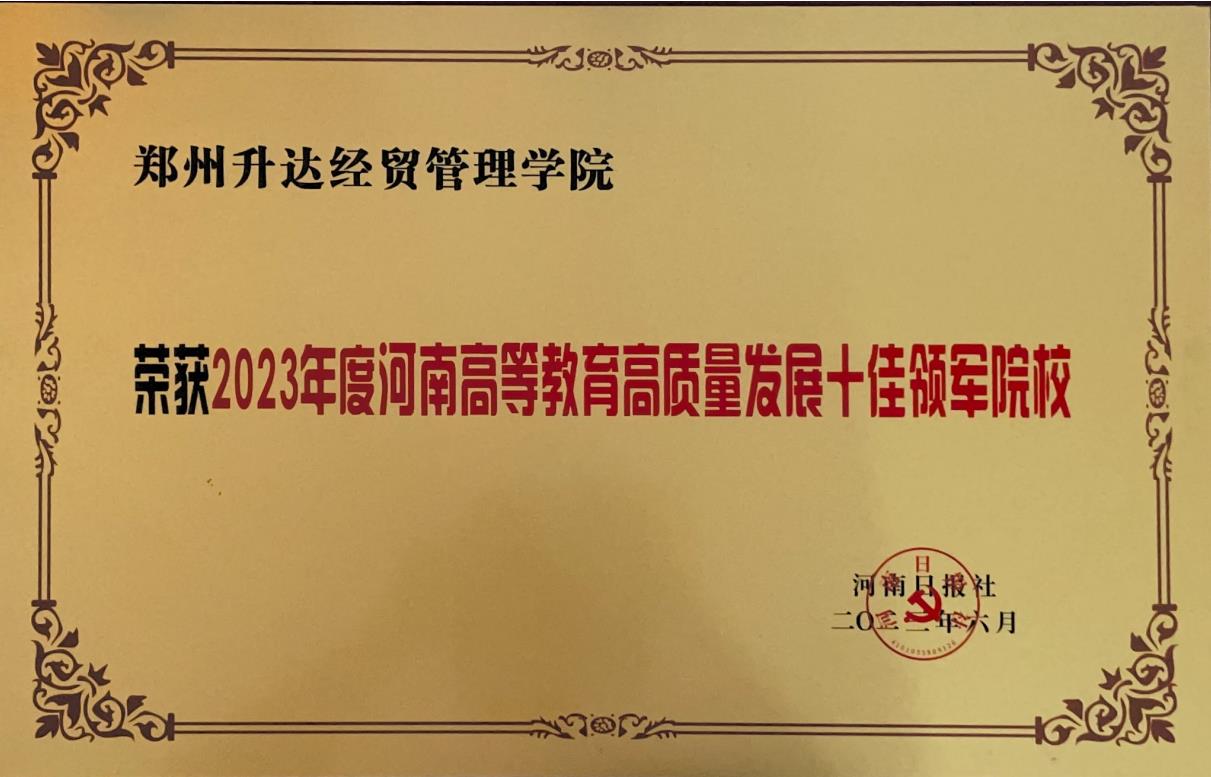 郑州升达经贸管理学院
荣获2023年度河南高等教育高质量发展十佳领军院校
河南日报社
二〇二三年六月